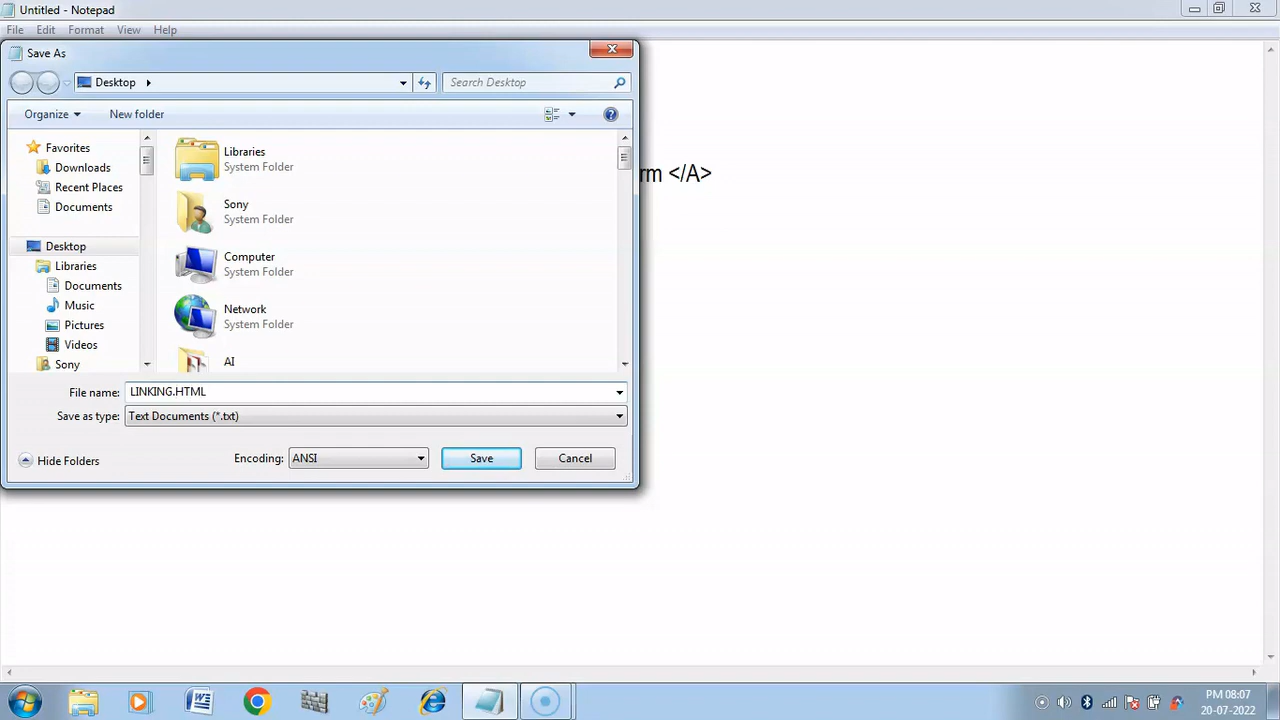 Untitled - Notepad
File Edit Format View Help
Save As
Desktop
Search Desktop
Organize New folder
Favorites
Downloads
Recent Places
Documents
Desktop
Libraries
Documents
Music
Pictures
Videos
Sony
Libraries
System Folder
Sony
System Folder
Computer
System Folder
Network
System Folder
AI
rm </A>
File name: LINKING.HTML
Save as type: Text Documents (*.txt)
Hide Folders Encoding: ANSI Save Cancel
PM 08:07
20-07-2022